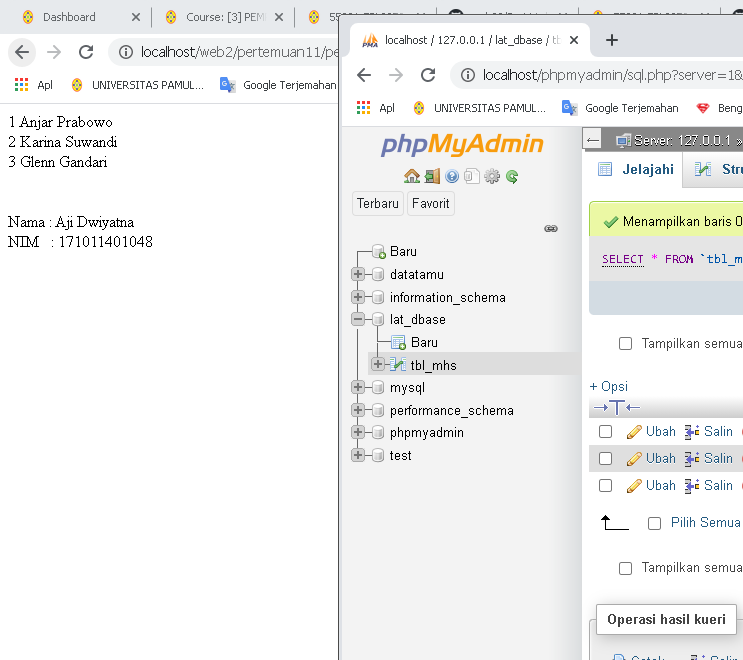 Dashboard
Course: [3] PEM
localhost/web2/pertemuan11/pe
Apl
UNIVERSITAS PAMUL...
Google Terjemahan
1 Anjar Prabowo
2 Karina Suwandi
3 Glenn Gandari
Nama : Aji Dwiyatna
NIM : 171011401048
localhost / 127.0.0.1 / lat_dbase / tb
localhost/phpmyadmin/sql.php?server=1&
Apl
UNIVERSITAS PAMUL...
Google Terjemahan
Beng
phpMyAdmin
Terbaru
Favorit
Baru
datatamu
information_schema
lat_dbase
Baru
tbl_mhs
mysql
performance_schema
phpmyadmin
test
Server: 127.0.0.1 »
Jelajahi
Stru
Menampilkan baris 0
SELECT * FROM `tbl_m
Tampilkan semua
+ Opsi
Ubah Salin
Ubah Salin
Ubah Salin
Pilih Semua
Tampilkan semua
Operasi hasil kueri